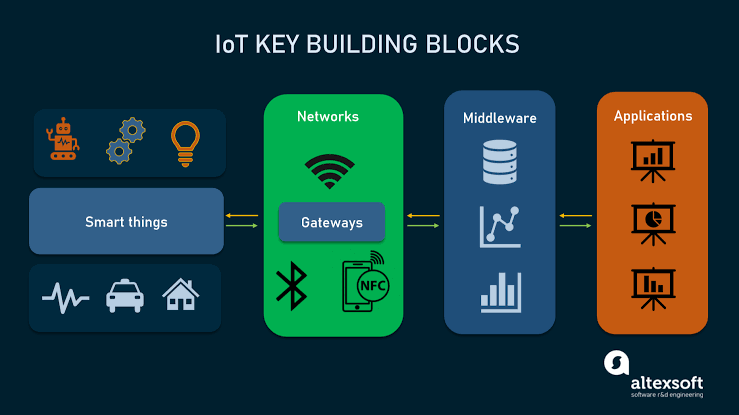 IoT KEY BUILDING BLOCKS
Smart things
Networks
Gateways
NFC
Middleware
Applications
altexsoft
software r&d engineering